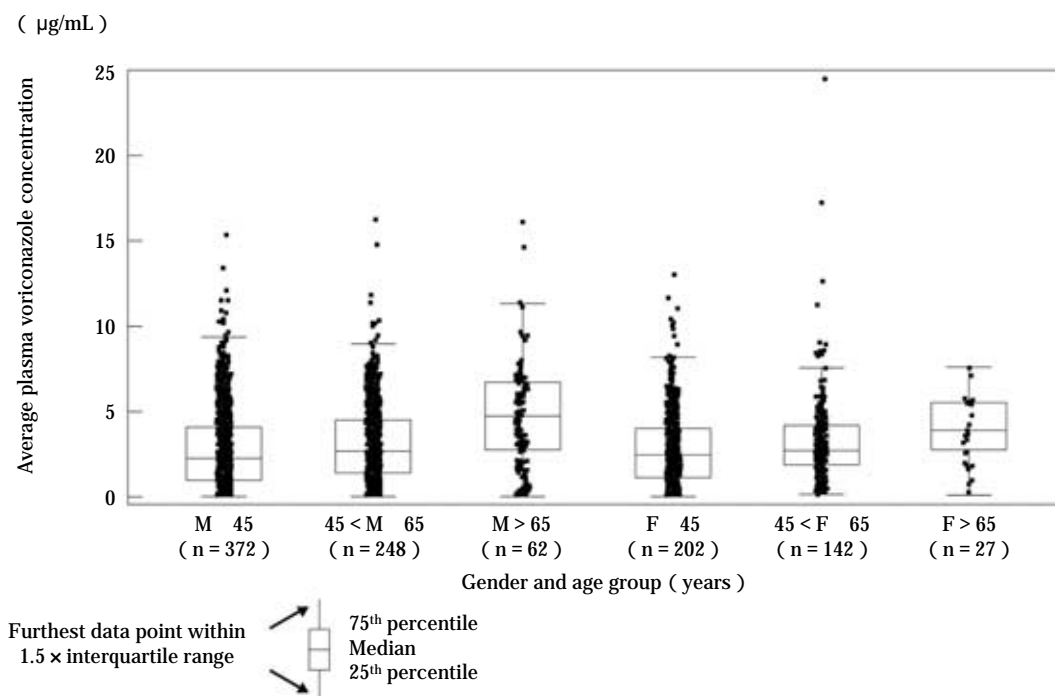 ( μg/mL )
Average plasma voriconazole concentration
25
20
15
10
5
0
M 45 45 < M 65 M > 65 F 45 45 < F 65 F > 65
( n = 372 ) ( n = 248 ) ( n = 62 ) ( n = 202 ) ( n = 142 ) ( n = 27 )
Gender and age group ( years )
Furthest data point within
1.5 × interquartile range
75th percentile
Median
25th percentile